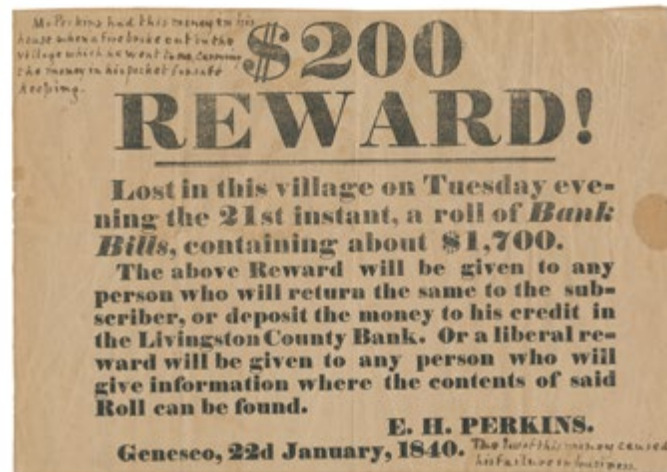 Mr Perkins had this money in his
house when a fire broke out in the
village which he went to see, carrying
the money in his pocket for safe
keeping.
$200
REWARD!
Lost in this village on Tuesday eve-
ning the 21st instant, a roll of Bank
Bills, containing about $1,700.
The above Reward will be given to any
person who will return the same to the sub-
scriber, or deposit the money to his credit in
the Livingston County Bank. Or a liberal re-
ward will be given to any person who will
give information where the contents of said
Roll can be found.
E. H. PERKINS.
Geneseo, 22d January, 1840.
The loss of this money caused
his failure in business.